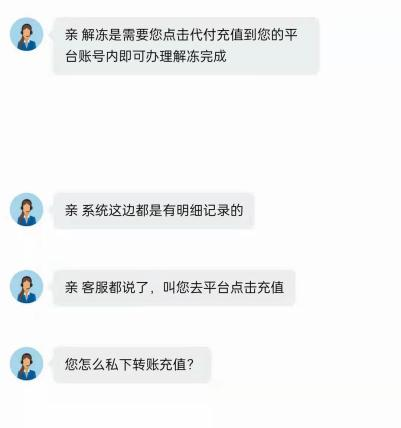 亲 解冻是需要您点击代付充值到您的平
台账号内即可办理解冻完成
亲 系统这边都是有明细记录的
亲 客服都说了，叫您去平台点击充值
您怎么私下转账充值？